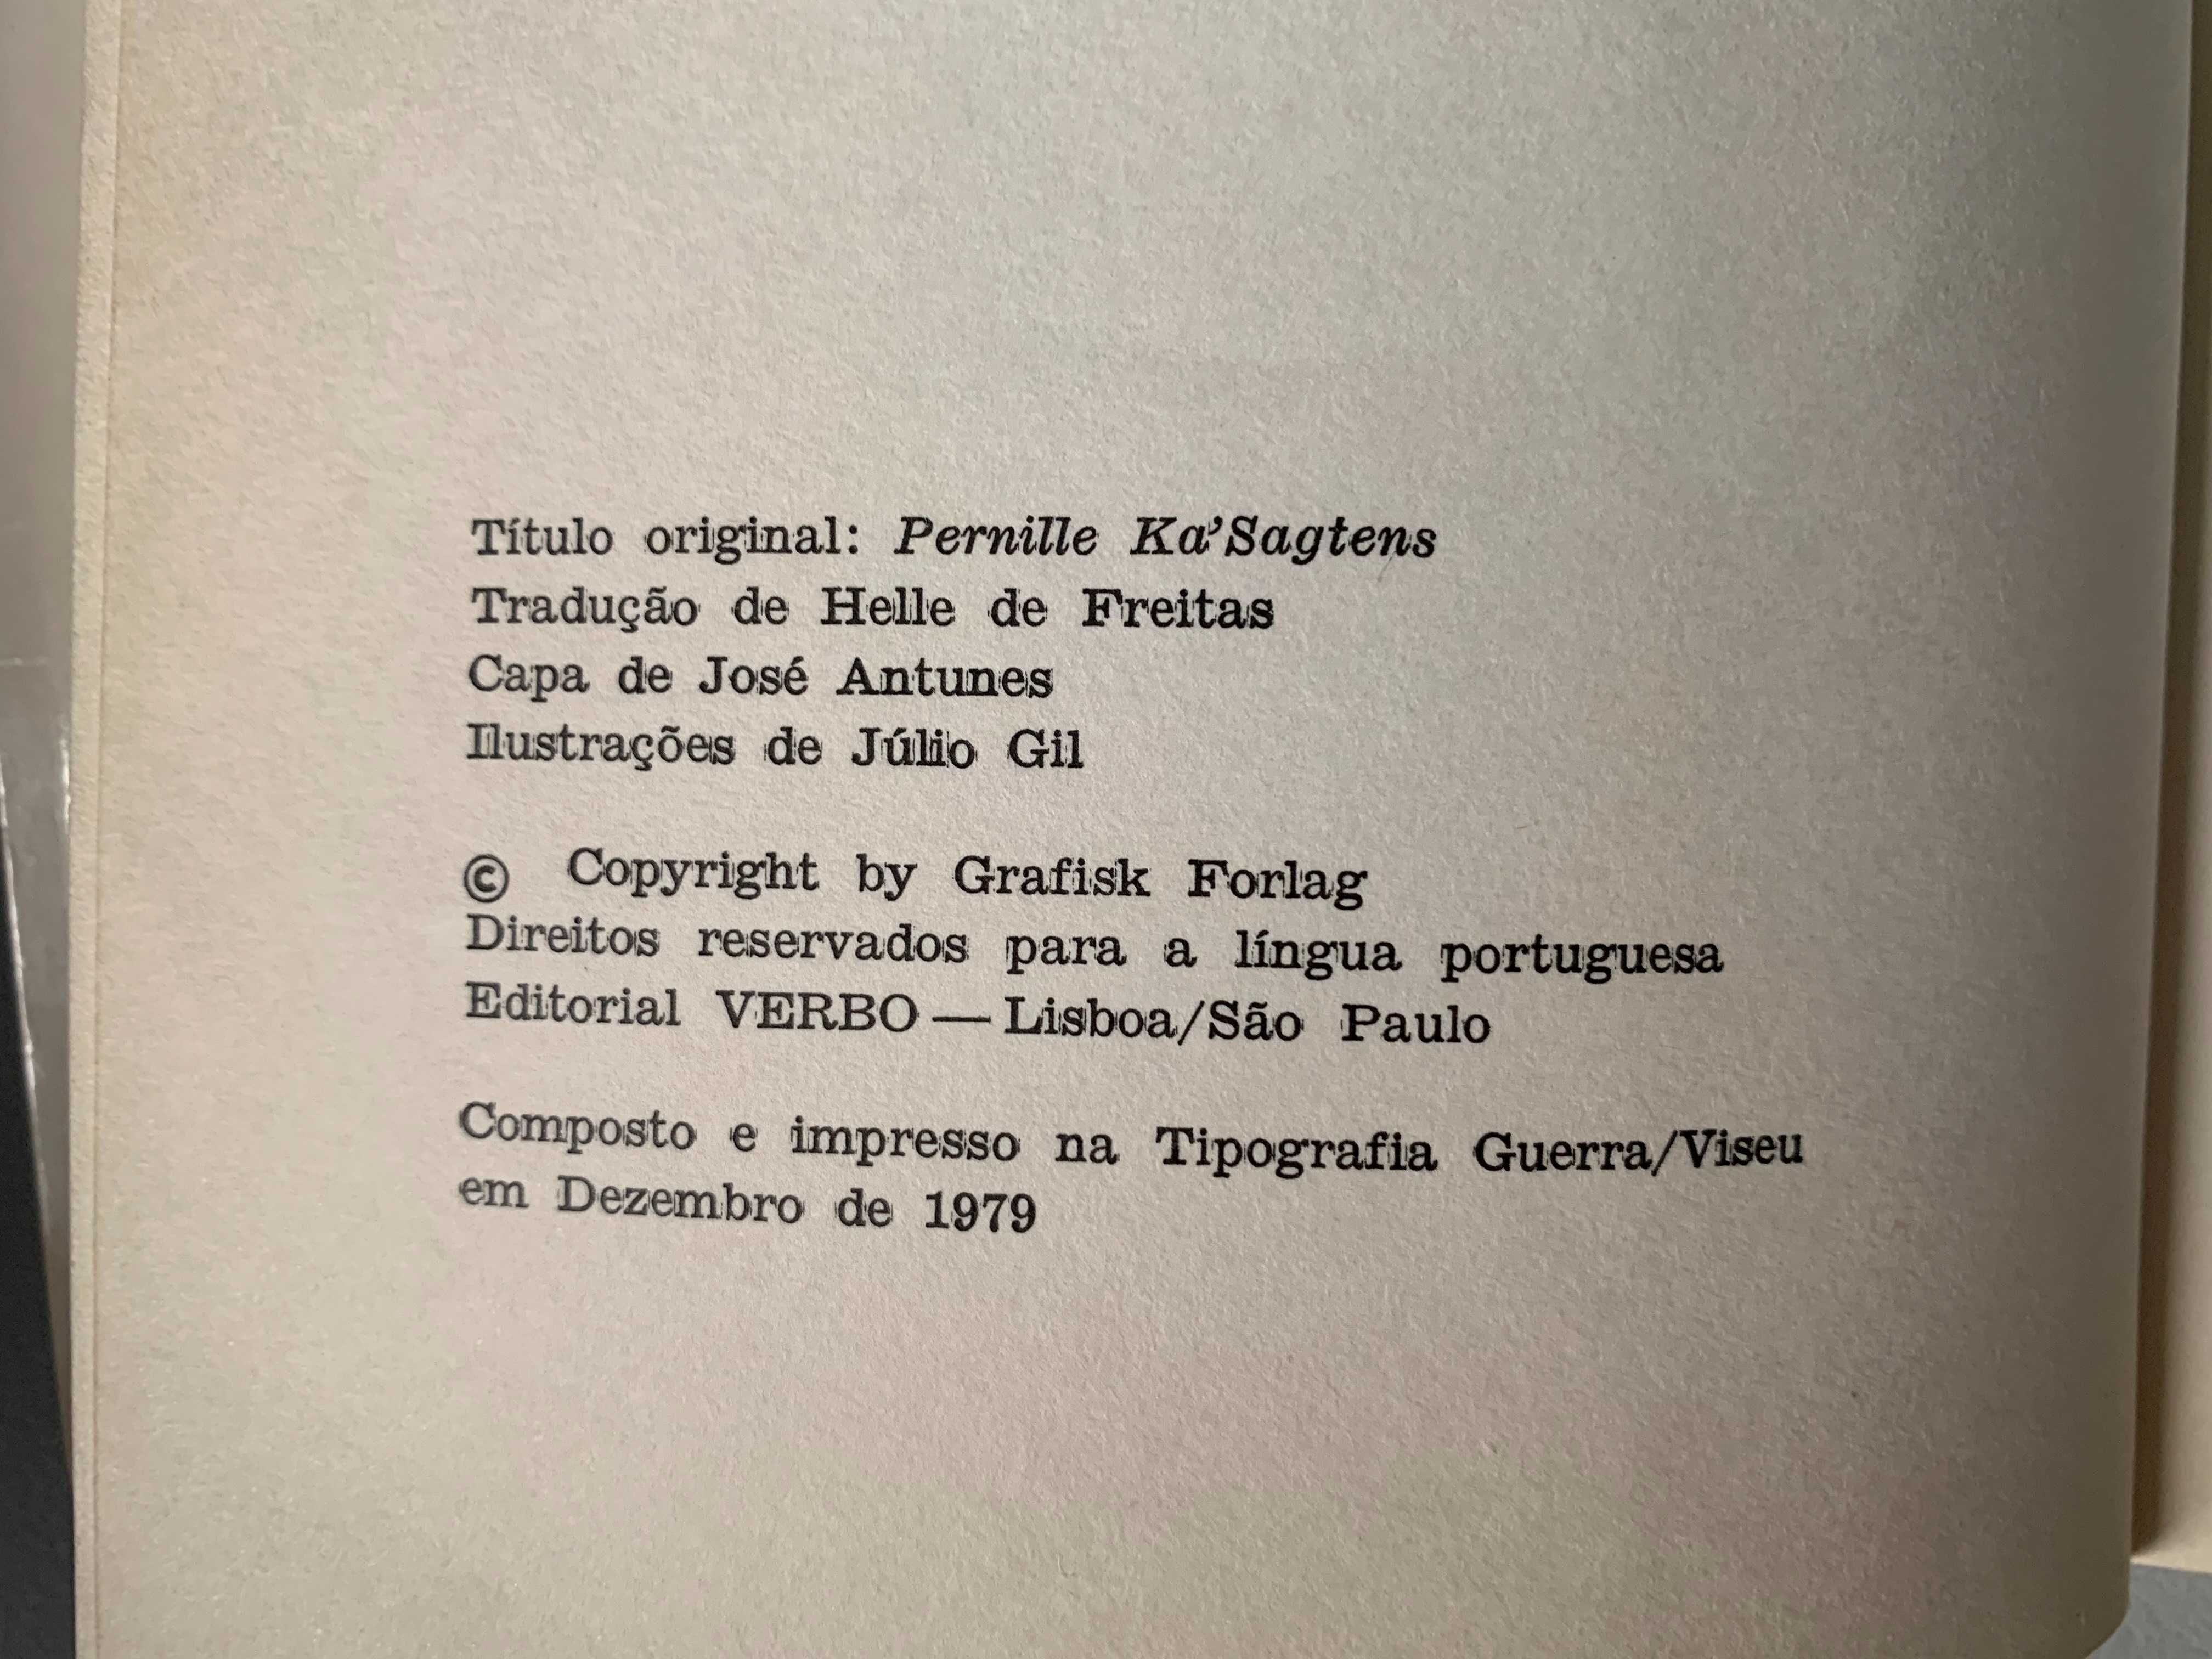 Título original: Pernille Ka'Sagtens
Tradução de Helle de Freitas
Capa de José Antunes
Ilustrações de Júlio Gil
© Copyright by Grafisk Forlag
Direitos reservados para a língua portuguesa
Editorial VERBO — Lisboa/São Paulo
Composto e impresso na Tipografia Guerra/Viseu
em Dezembro de 1979